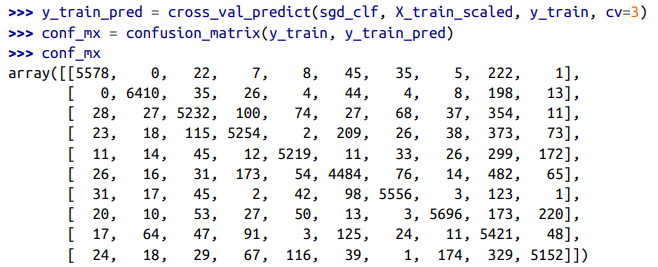 >>> y_train_pred = cross_val_predict(sgd_clf, X_train_scaled, y_train, cv=3)
>>> conf_mx = confusion_matrix(y_train, y_train_pred)
>>> conf_mx
array([[5578,    0,   22,    7,    8,   45,   35,    5,  222,    1],
       [   0, 6410,   35,   26,    4,   44,    4,    8,  198,   13],
       [  28,   27, 5232,  100,   74,   27,   68,   37,  354,   11],
       [  23,   18,  115, 5254,    2,  209,   26,   38,  373,   73],
       [  11,   14,   45,   12, 5219,   11,   33,   26,  299,  172],
       [  26,   16,   31,  173,   54, 4484,   76,   14,  482,   65],
       [  31,   17,   45,    2,   42,   98, 5556,    3,  123,    1],
       [  20,   10,   53,   27,   50,   13,    3, 5696,  173,  220],
       [  17,   64,   47,   91,    3,  125,   24,   11, 5421,   48],
       [  24,   18,   29,   67,  116,   39,    1,  174,  329, 5152]])